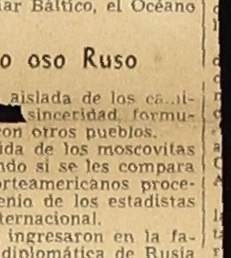 ar Báltico, el Océano
o oso Ruso
aislada de los
sinceridad, formu-
con otros pueblos.
ida de los moscovitas
ndo si se les compara
orteamericanos proce-
enio de los estadistas
ternacional.
ingresaron en la fa-
diplomática de Rusia